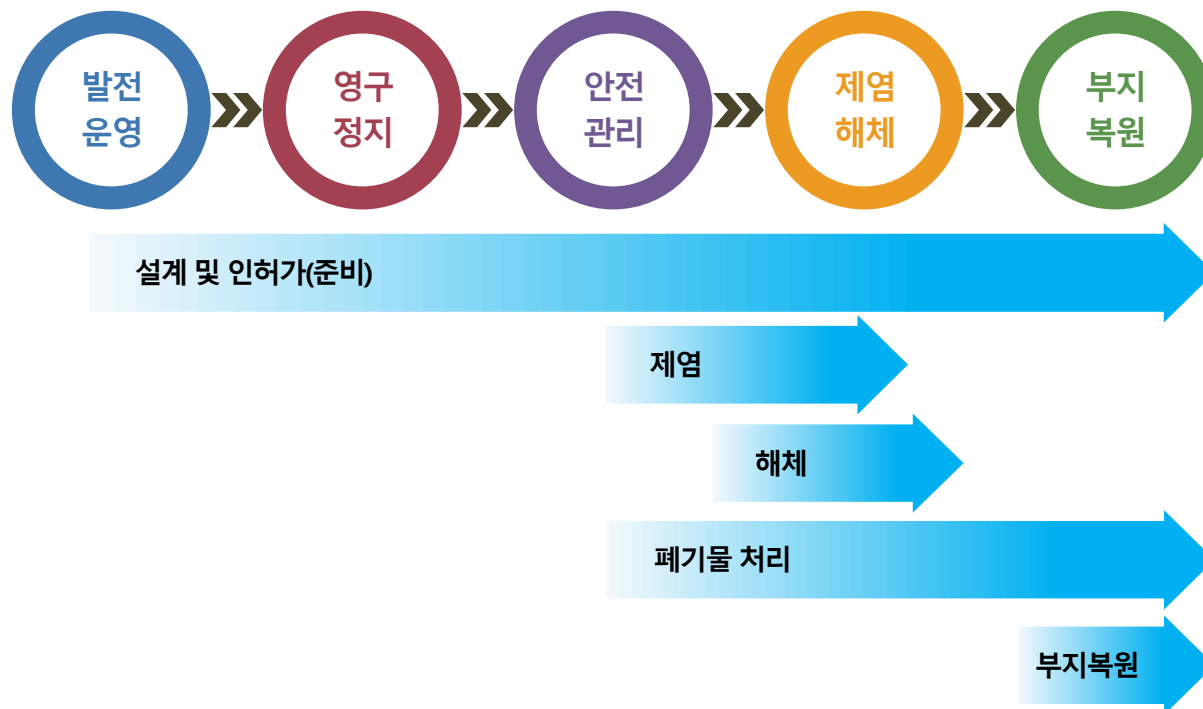 발전
운영
영구
정지
안전
관리
제염
해체
부지
복원
설계 및 인허가(준비)
제염
해체
폐기물 처리
부지복원